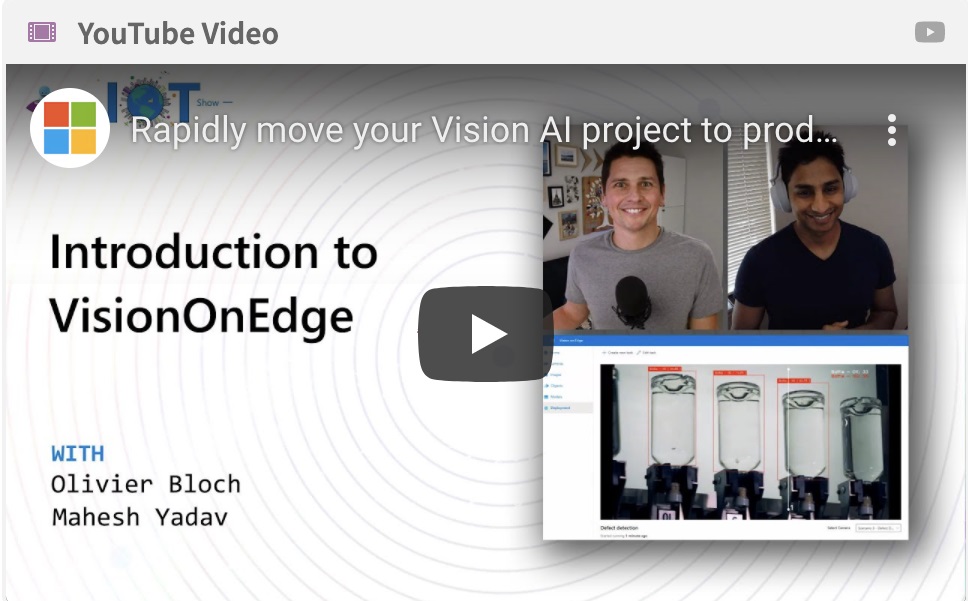 YouTube Video
IOT
Show
Rapidly move your Vision AI project to prod...
Introduction to
VisionOnEdge
WITH
Olivier Bloch
Mahesh Yadav
Defect detection